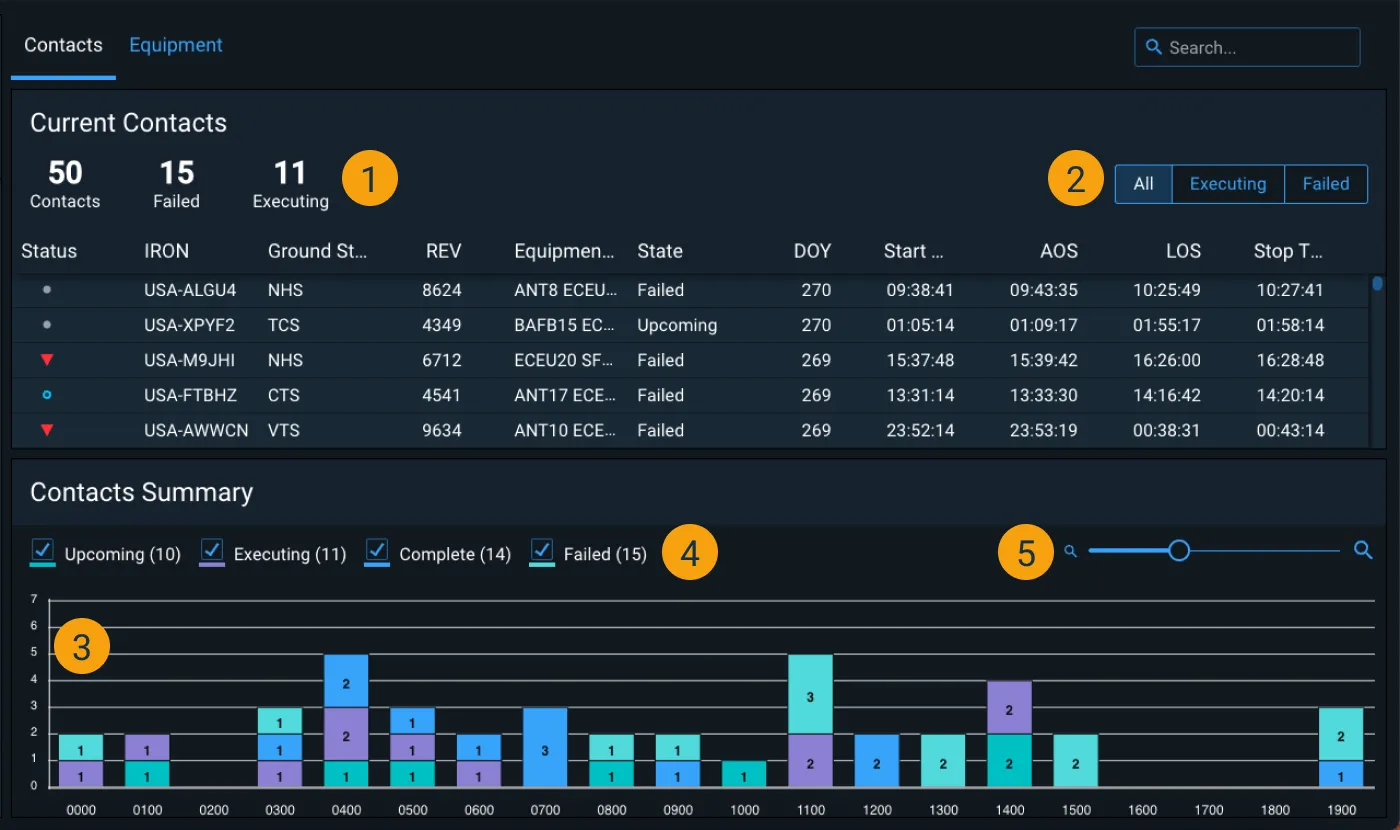 Contacts Equipment Search...
Current Contacts
50 15 11 1
Contacts Failed Executing
2 All Executing Failed
Status IRON Ground St... REV Equipmen... State DOY Start ... AOS LOS Stop T...
USA-ALGU4 NHS 8624 ANT8 ECEU... Failed 270 09:38:41 09:43:35 10:25:49 10:27:41
USA-XPYF2 TCS 4349 BAFB15 EC... Upcoming 270 01:05:14 01:09:17 01:55:17 01:58:14
USA-M9JHI NHS 6712 ECEU20 SF... Failed 269 15:37:48 15:39:42 16:26:00 16:28:48
USA-FTBHZ CTS 4541 ANT17 ECE... Failed 269 13:31:14 13:33:30 14:16:42 14:20:14
USA-AWWCN VTS 9634 ANT10 ECE... Failed 269 23:52:14 23:53:19 00:38:31 00:43:14
Contacts Summary
Upcoming (10) Executing (11) Complete (14) Failed (15) 4 5
7
6
3
5
4 2 3 2
3 1 1 2
2 1 1 2 1 1 3 1 1 2 2 2 2
1 1 1 1 1 1 1 1 1 1 2 2 1
0
0000 0100 0200 0300 0400 0500 0600 0700 0800 0900 1000 1100 1200 1300 1400 1500 1600 1700 1800 1900